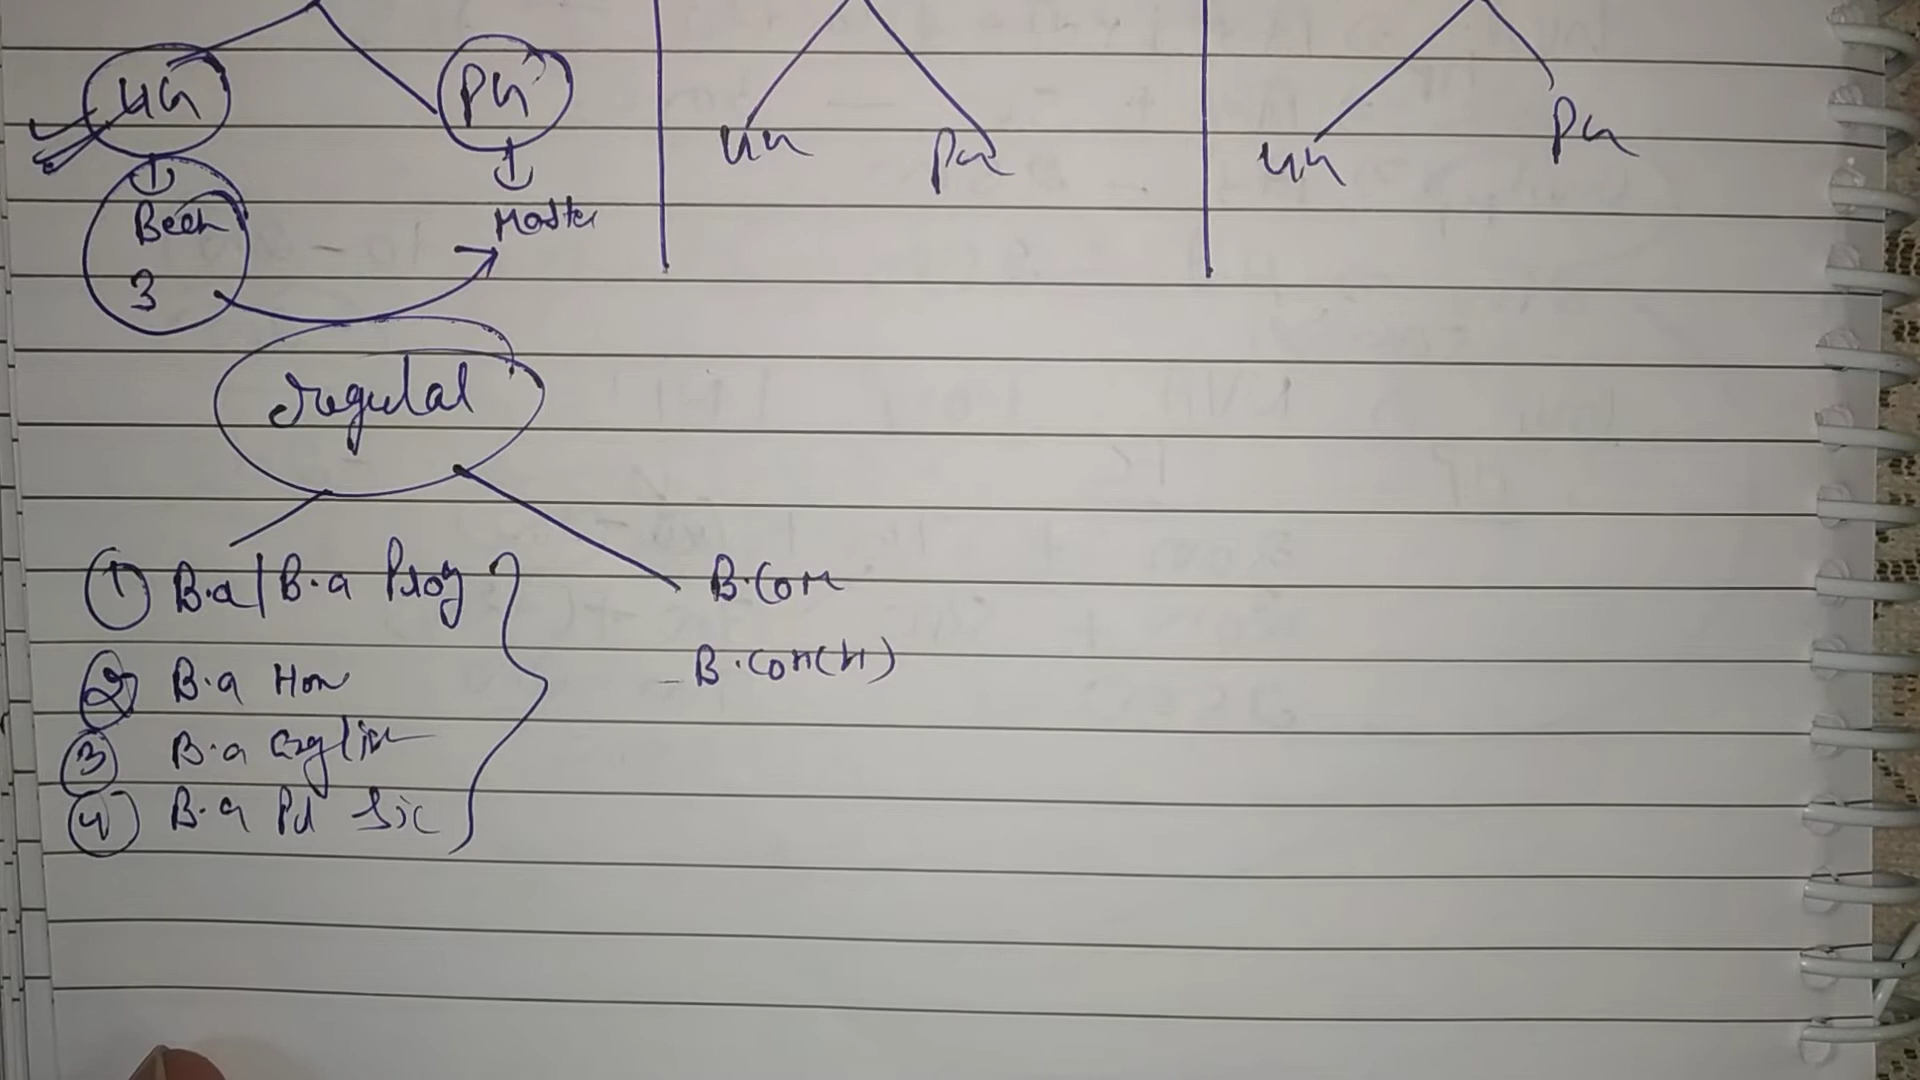 UG PG
UG PG
UG PG
Bech
3
Master
regular
① B.a/B.a Prog
② B.a Hon
③ B.a English
④ B.a Pol Sic
B.Com
B.Com(H)